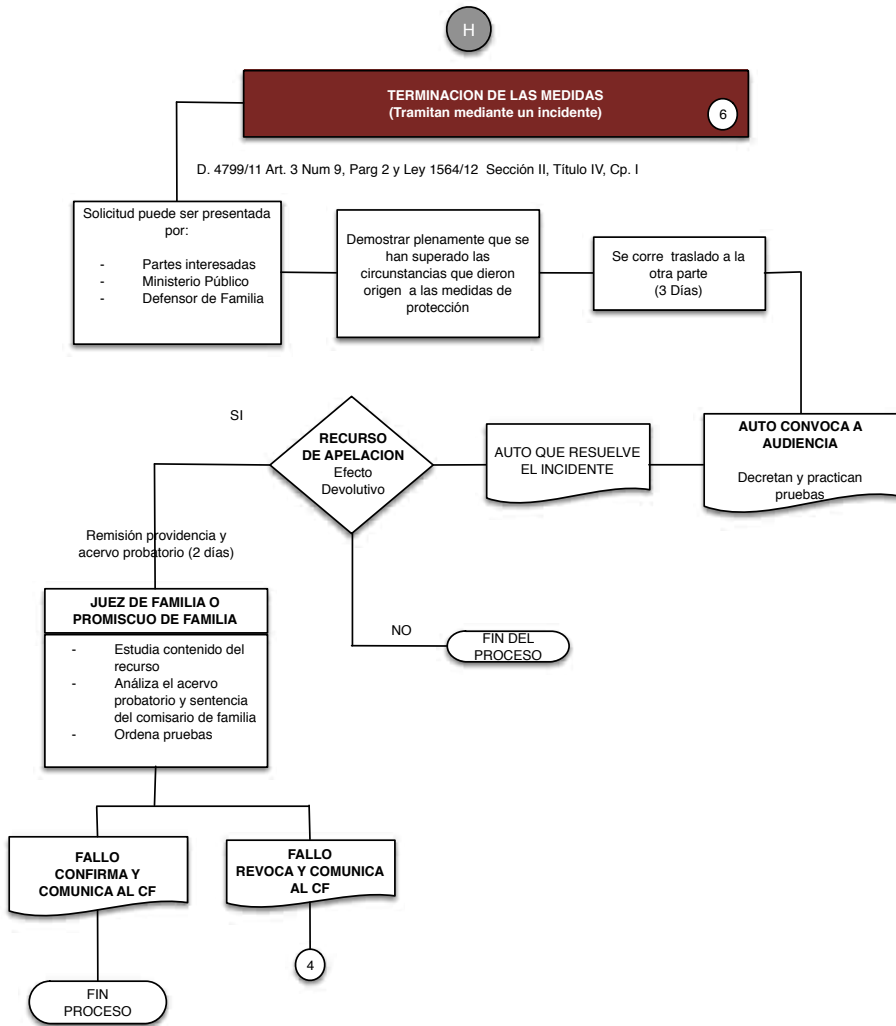 H
TERMINACION DE LAS MEDIDAS
(Tramitan mediante un incidente)
6
D. 4799/11 Art. 3 Num 9, Parg 2 y Ley 1564/12 Sección II, Título IV, Cp. I
Solicitud puede ser presentada
por:
- Partes interesadas
- Ministerio Público
- Defensor de Familia
Demostrar plenamente que se
han superado las
circunstancias que dieron
origen a las medidas de
protección
Se corre traslado a la
otra parte
(3 Días)
AUTO CONVOCA A
AUDIENCIA
Decretan y practican
pruebas
AUTO QUE RESUELVE
EL INCIDENTE
RECURSO
DE APELACION
Efecto
Devolutivo
SI
Remisión providencia y
acervo probatorio (2 días)
NO
FIN DEL
PROCESO
JUEZ DE FAMILIA O
PROMISCUO DE FAMILIA
- Estudia contenido del
recurso
- Análiza el acervo
probatorio y sentencia
del comisario de familia
- Ordena pruebas
FALLO
CONFIRMA Y
COMUNICA AL CF
FALLO
REVOCA Y COMUNICA
AL CF
4
FIN
PROCESO